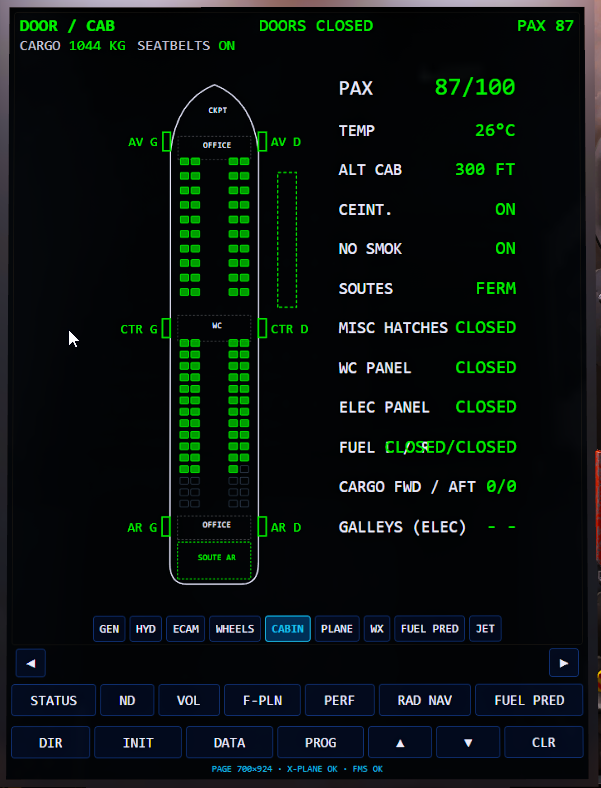 DOOR / CAB DOORS CLOSED PAX 87
CARGO 1044 KG SEATBELTS ON
CKPT
OFFICE
AV G AV D
WC
CTR G CTR D
OFFICE
AR G AR D
SOUTE AR
PAX 87/100
TEMP 26°C
ALT CAB 300 FT
CEINT. ON
NO SMOK ON
SOUTES FERM
MISC HATCHES CLOSED
WC PANEL CLOSED
ELEC PANEL CLOSED
FUEL L / R CLOSED/CLOSED
CARGO FWD / AFT 0/0
GALLEYS (ELEC) - -
GEN HYD ECAM WHEELS CABIN PLANE WX FUEL PRED JET
◀ ▶
STATUS ND VOL F-PLN PERF RAD NAV FUEL PRED
DIR INIT DATA PROG ▲ ▼ CLR
PAGE 700×924 · X-PLANE OK · FMS OK